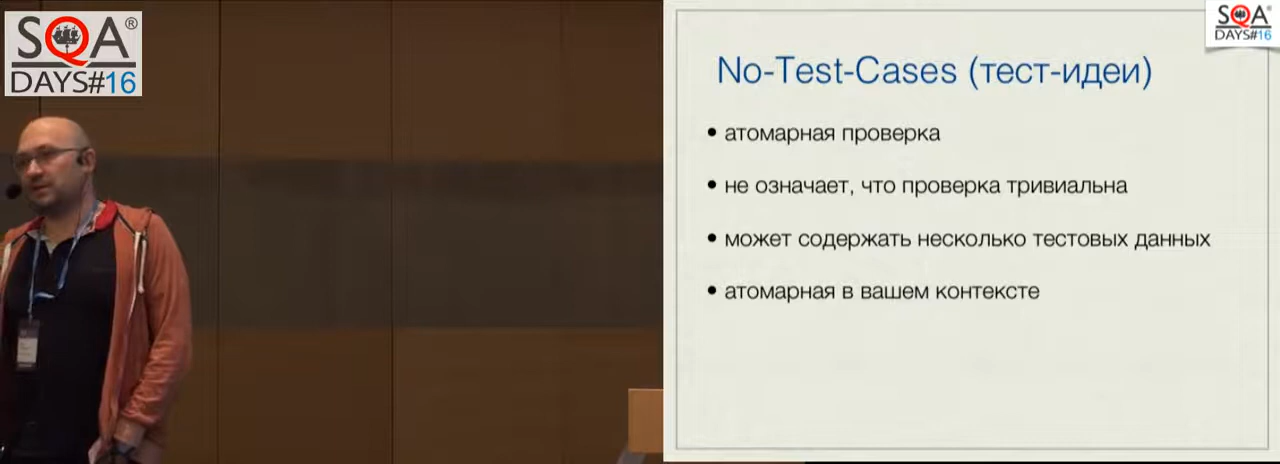 SQA®
DAYS#16
No-Test-Cases (тест-идеи)
• атомарная проверка
• не означает, что проверка тривиальна
• может содержать несколько тестовых данных
• атомарная в вашем контексте
SQA®
DAYS#16